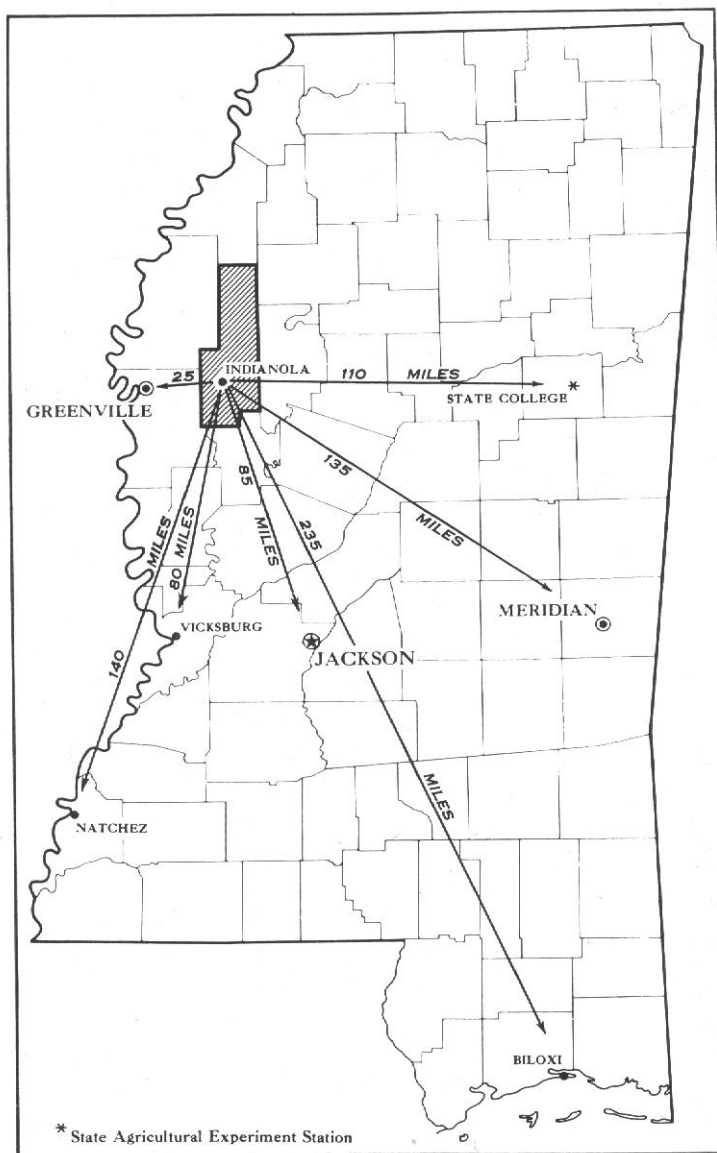 INDIANOLA
25
GREENVILLE
110 MILES
STATE COLLEGE *
135 MILES
85 MILES
235 MILES
80 MILES
140 MILES
VICKSBURG
JACKSON
MERIDIAN
NATCHEZ
BILOXI
* State Agricultural Experiment Station